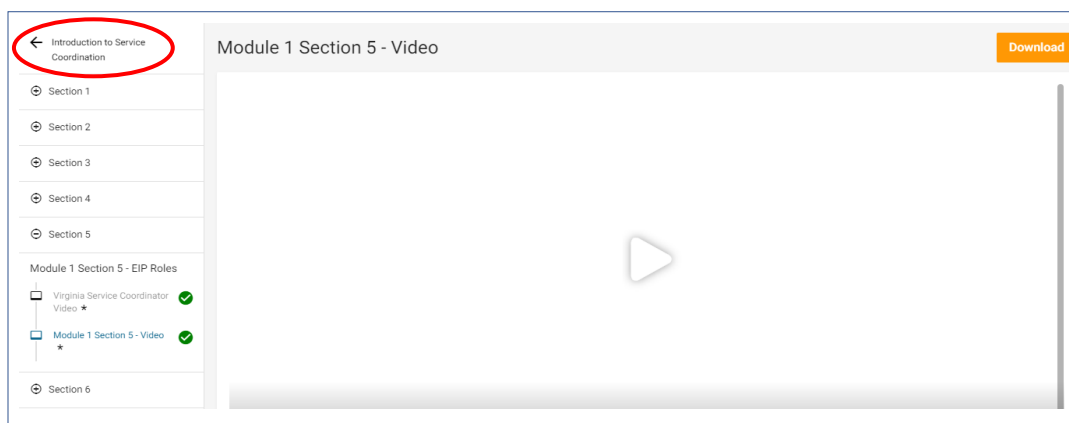 Introduction to Service
Coordination
Module 1 Section 5 - Video
Download
Section 1
Section 2
Section 3
Section 4
Section 5
Module 1 Section 5 - EIP Roles
Virginia Service Coordinator
Video *
Module 1 Section 5 - Video
*
Section 6